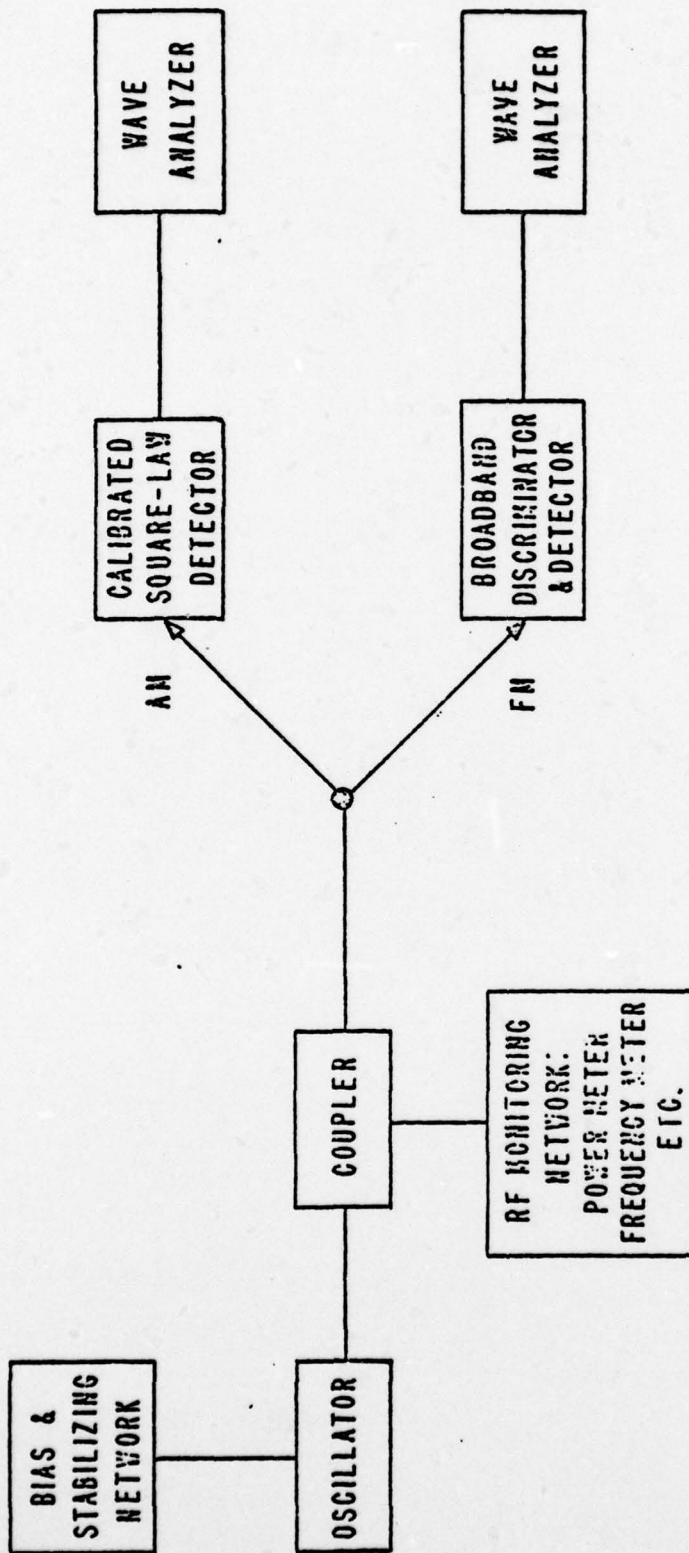 BIAS &
STABILIZING
NETWORK
OSCILLATOR
COUPLER
RF MONITORING
NETWORK:
POWER METER
FREQUENCY METER
ETC.
AM
FM
CALIBRATED
SQUARE-LAW
DETECTOR
BROADBAND
DISCRIMINATOR
& DETECTOR
WAVE
ANALYZER
WAVE
ANALYZER